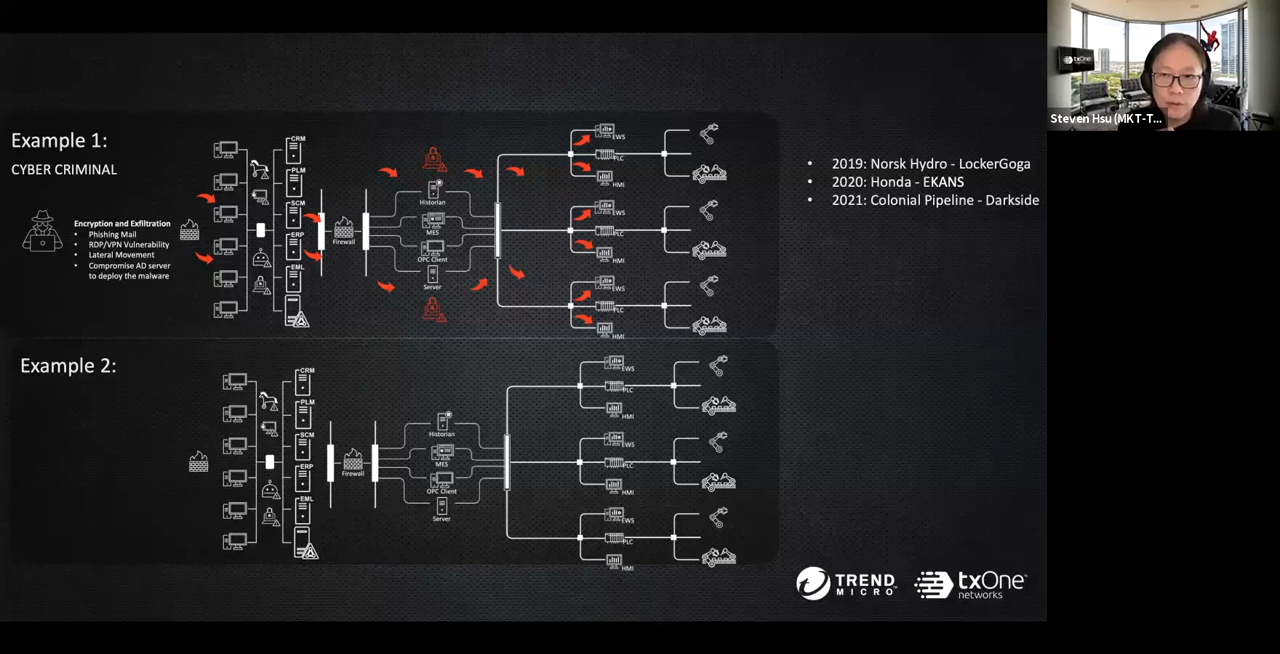 txOne
Steven Hsu (MKT-T...
Example 1:
CYBER CRIMINAL
Encryption and Exfiltration
• Phishing Mail
• RDP/VPN Vulnerability
• Lateral Movement
• Compromise AD server
to deploy the malware
CRM
PLM
SCM
ERP
EML
Firewall
Historian
MES
OPC Client
Server
EWS
PLC
HMI
EWS
PLC
HMI
EWS
PLC
HMI
• 2019: Norsk Hydro - LockerGoga
• 2020: Honda - EKANS
• 2021: Colonial Pipeline - Darkside
Example 2:
CRM
PLM
SCM
ERP
EML
Firewall
Historian
MES
OPC Client
Server
EWS
PLC
HMI
EWS
PLC
HMI
EWS
PLC
HMI
TREND
MICRO
txOne
networks